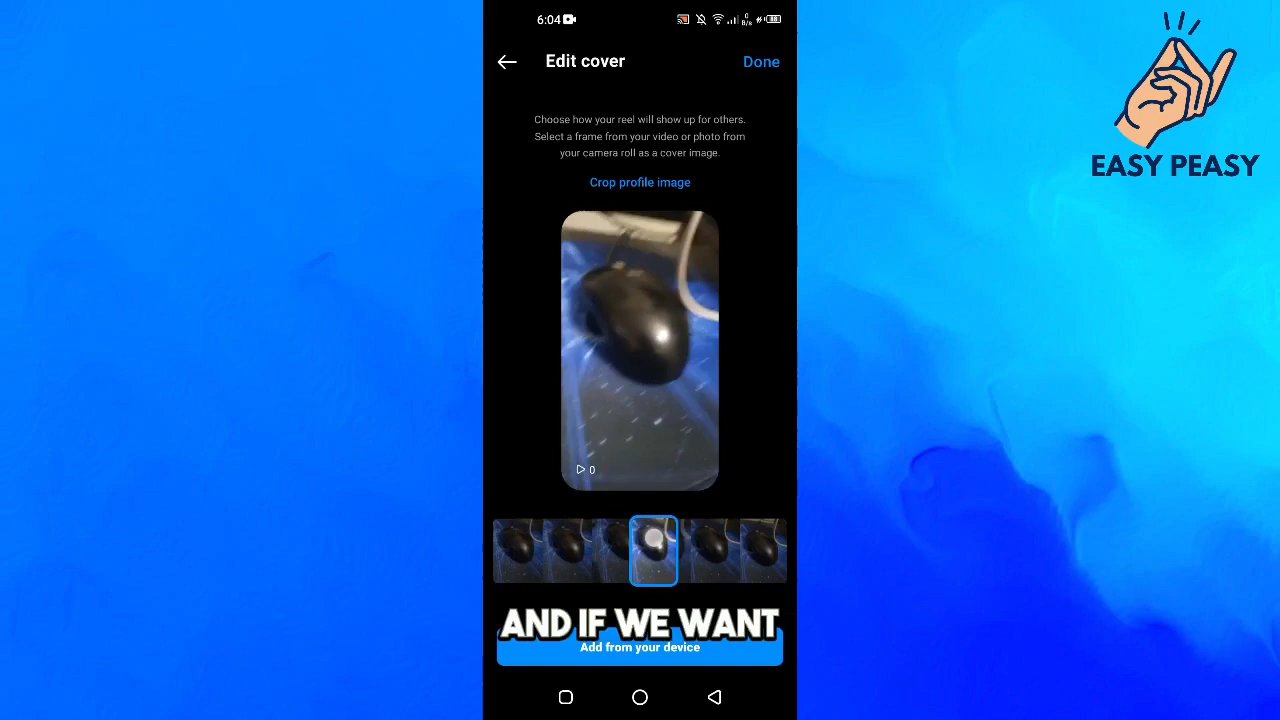 6:04
0
B/s
18
Edit cover
Done
Choose how your reel will show up for others.
Select a frame from your video or photo from
your camera roll as a cover image.
Crop profile image
0
AND IF WE WANT
Add from your device
EASY PEASY